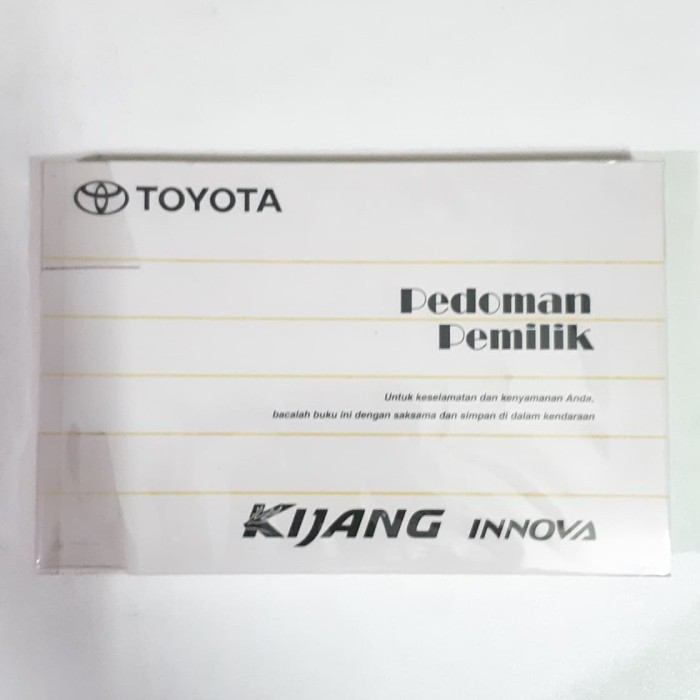 TOYOTA
Pedoman
Pemilik
Untuk keselamatan dan kenyamanan Anda,
bacalah buku ini dengan saksama dan simpan di dalam kendaraan
KIJANG INNOVA